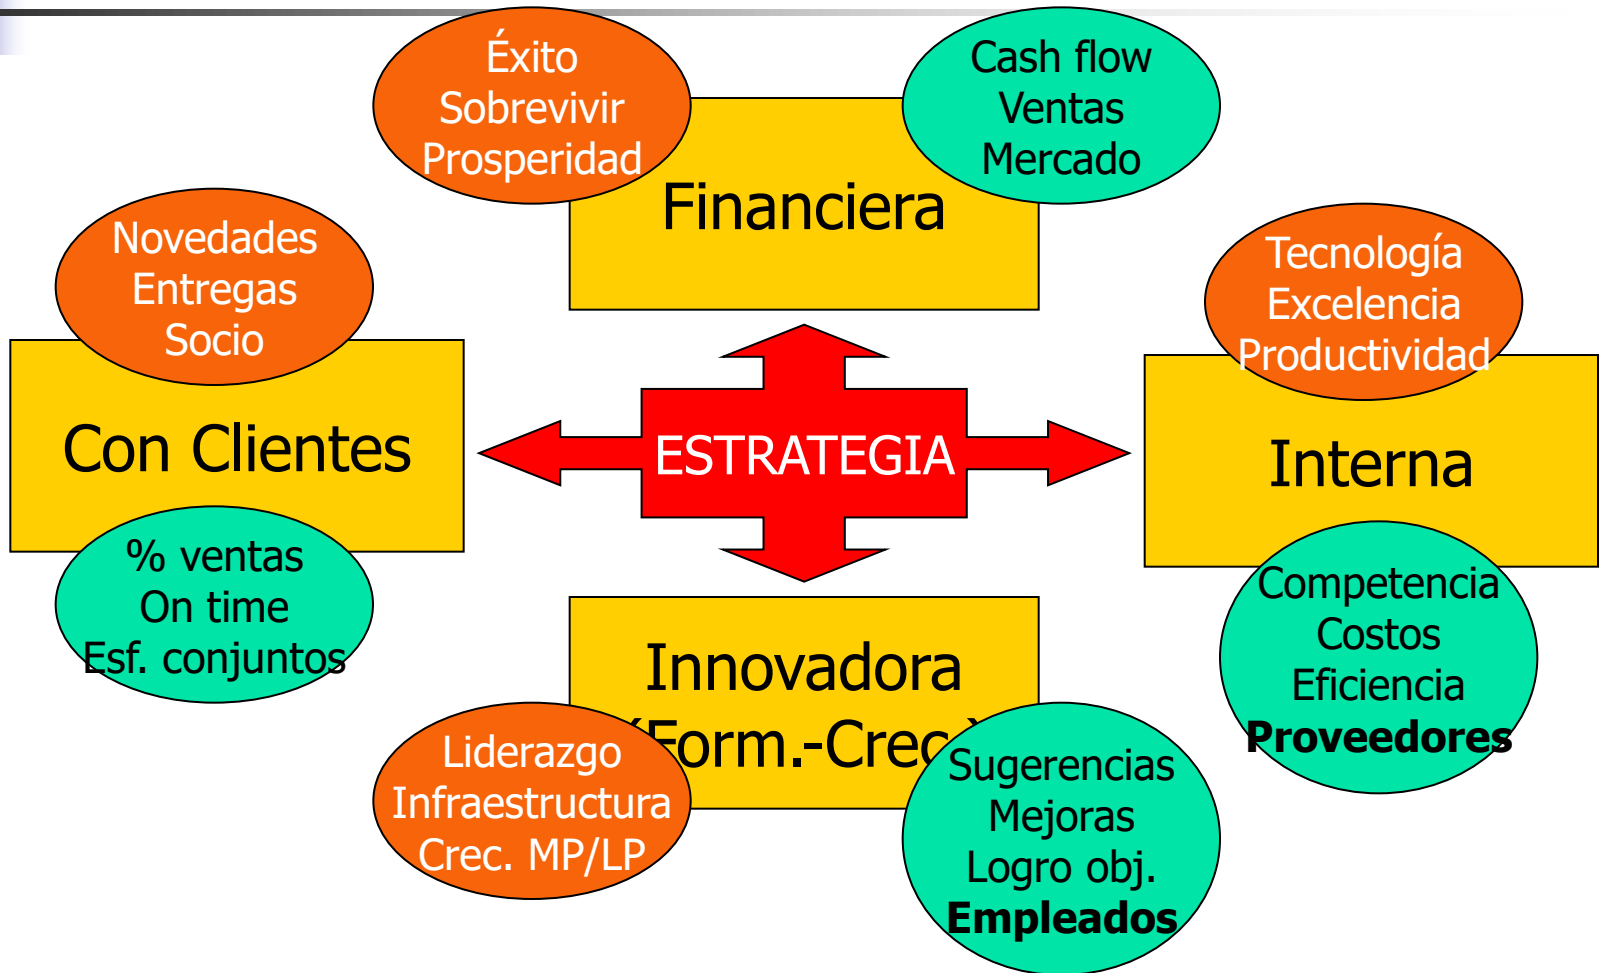 Éxito
Sobrevivir
Prosperidad
Cash flow
Ventas
Mercado
Financiera
Novedades
Entregas
Socio
Con Clientes
% ventas
On time
Esf. conjuntos
ESTRATEGIA
Tecnología
Excelencia
Productividad
Interna
Competencia
Costos
Eficiencia
Proveedores
Innovadora
(Form.-Crec.)
Liderazgo
Infraestructura
Crec. MP/LP
Sugerencias
Mejoras
Logro obj.
Empleados